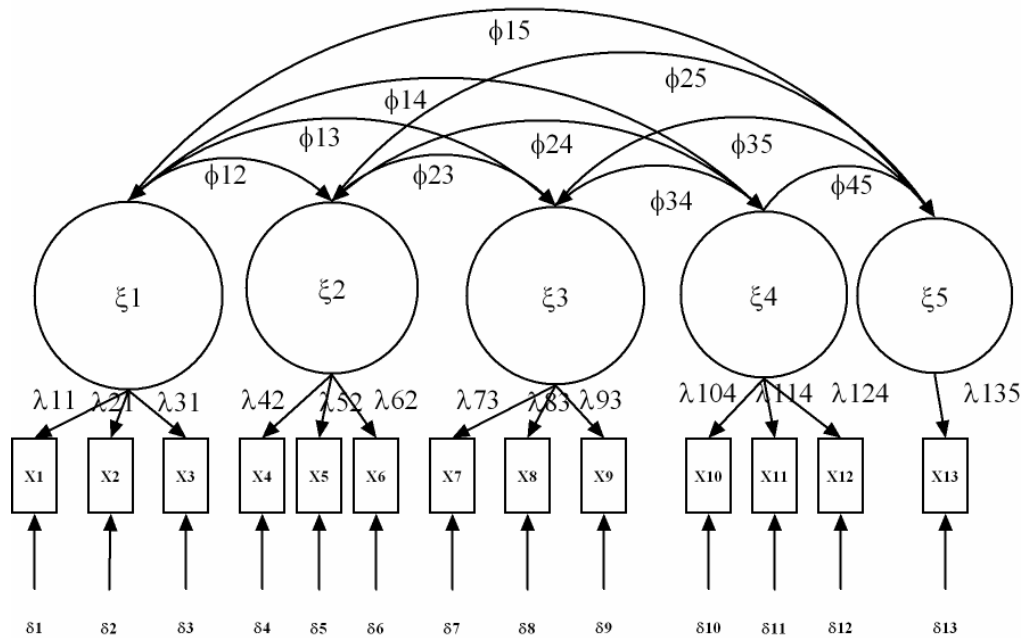 ϕ15
ϕ25
ϕ14
ϕ13 ϕ24 ϕ35
ϕ12 ϕ23 ϕ34 ϕ45
ξ1 ξ2 ξ3 ξ4 ξ5
λ11 λ21 λ31 λ42 λ52 λ62 λ73 λ83 λ93 λ104 λ114 λ124 λ135
X1 X2 X3 X4 X5 X6 X7 X8 X9 X10 X11 X12 X13
δ1 δ2 δ3 δ4 δ5 δ6 δ7 δ8 δ9 δ10 δ11 δ12 δ13